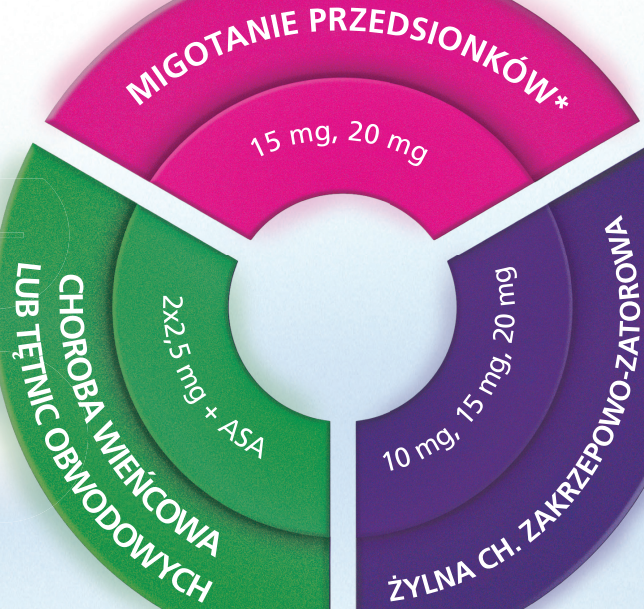 MIGOTANIE PRZEDSIONKÓW*
15 mg, 20 mg
CHOROBA WIEŃCOWA
LUB TĘTNIC OBWODOWYCH
2x2,5 mg + ASA
10 mg, 15 mg, 20 mg
ŻYLNA CH. ZAKRZEPOWO-ZATOROWA